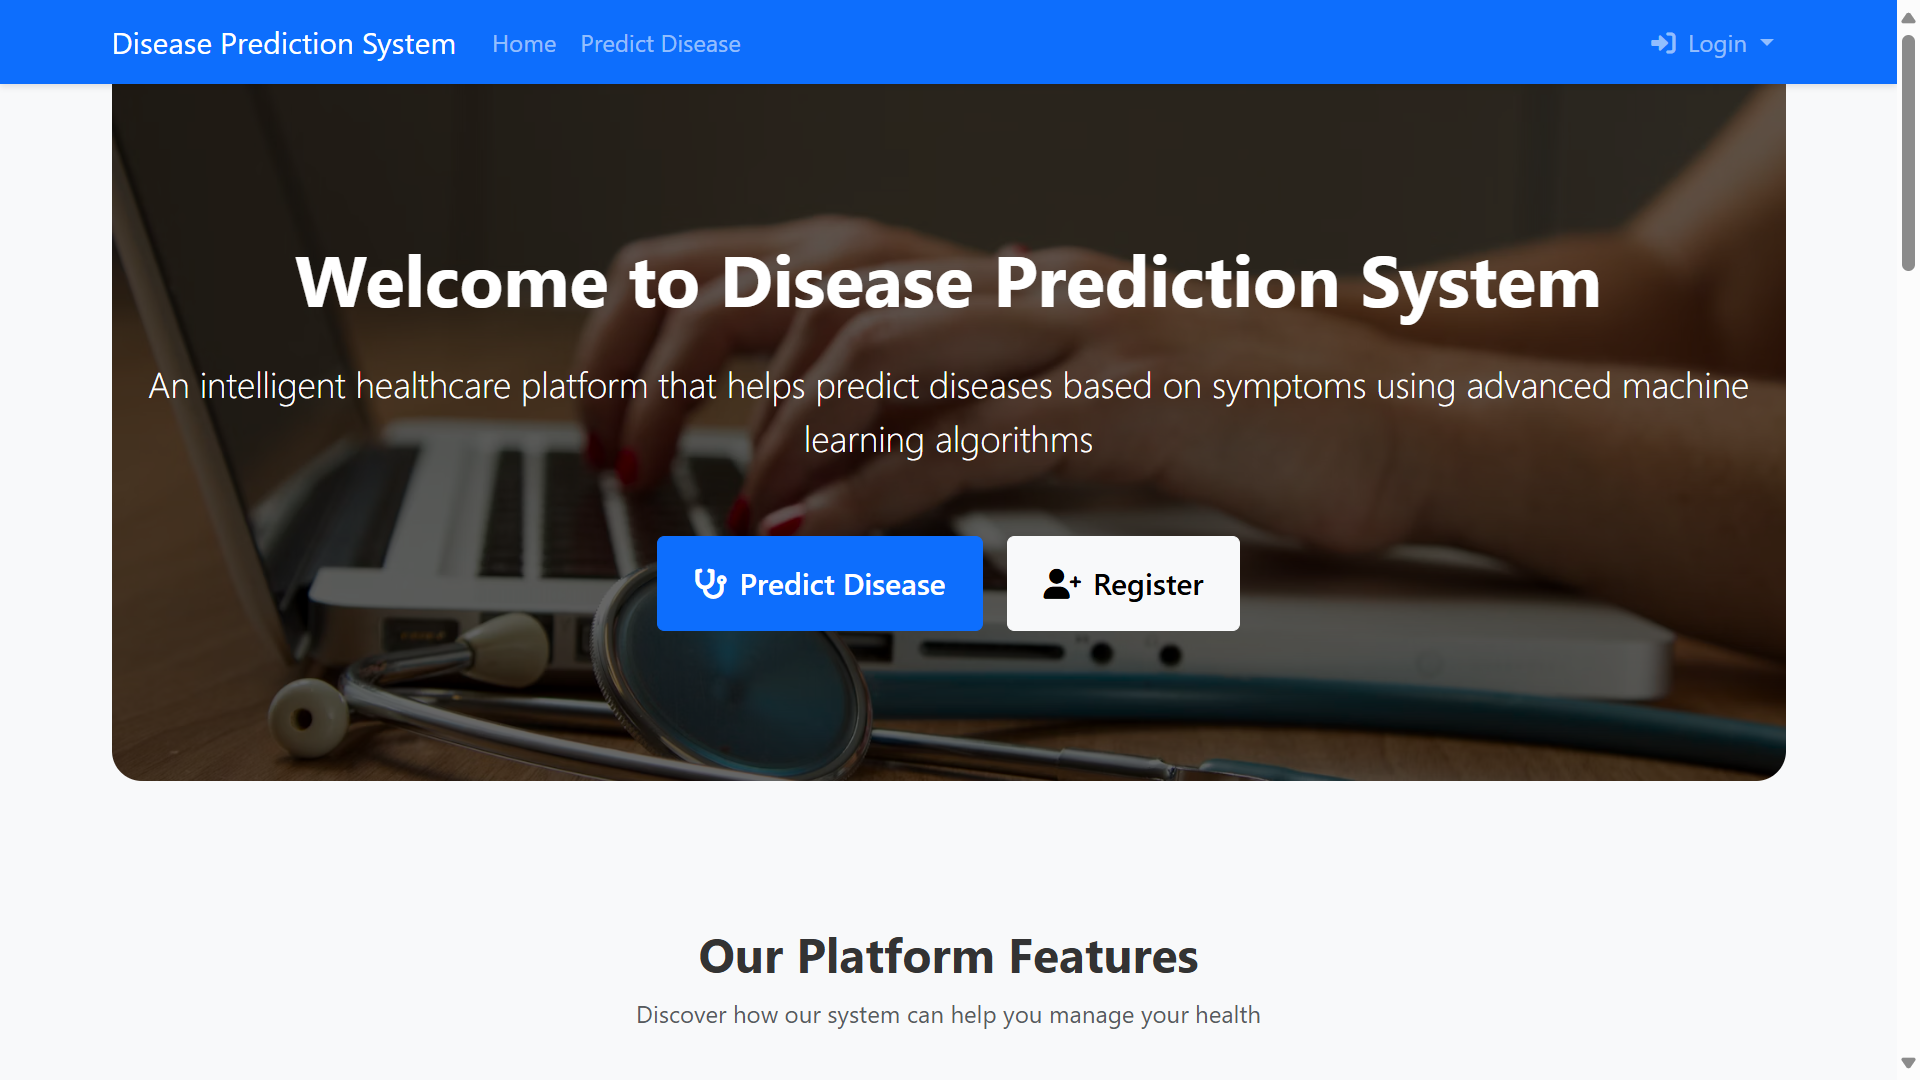 Disease Prediction System
Home
Predict Disease
Login
Welcome to Disease Prediction System
An intelligent healthcare platform that helps predict diseases based on symptoms using advanced machine
learning algorithms
Predict Disease
Register
Our Platform Features
Discover how our system can help you manage your health